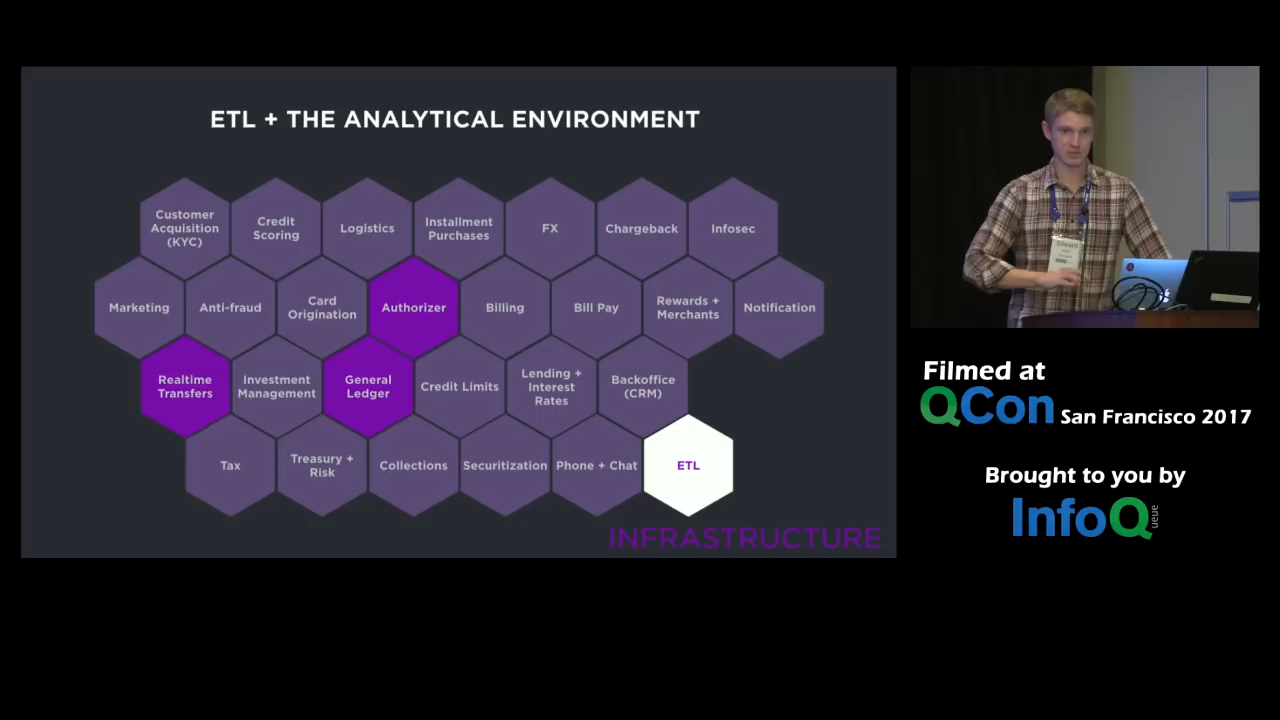 ETL + THE ANALYTICAL ENVIRONMENT
Customer
Acquisition
(KYC)
Credit
Scoring
Logistics
Installment
Purchases
FX
Chargeback
Infosec
Marketing
Anti-fraud
Card
Origination
Authorizer
Billing
Bill Pay
Rewards +
Merchants
Notification
Realtime
Transfers
Investment
Management
General
Ledger
Credit Limits
Lending +
Interest
Rates
Backoffice
(CRM)
Tax
Treasury +
Risk
Collections
Securitization
Phone + Chat
ETL
INFRASTRUCTURE
Edward
Filmed at
QCon San Francisco 2017
Brought to you by
InfoQ
ueue